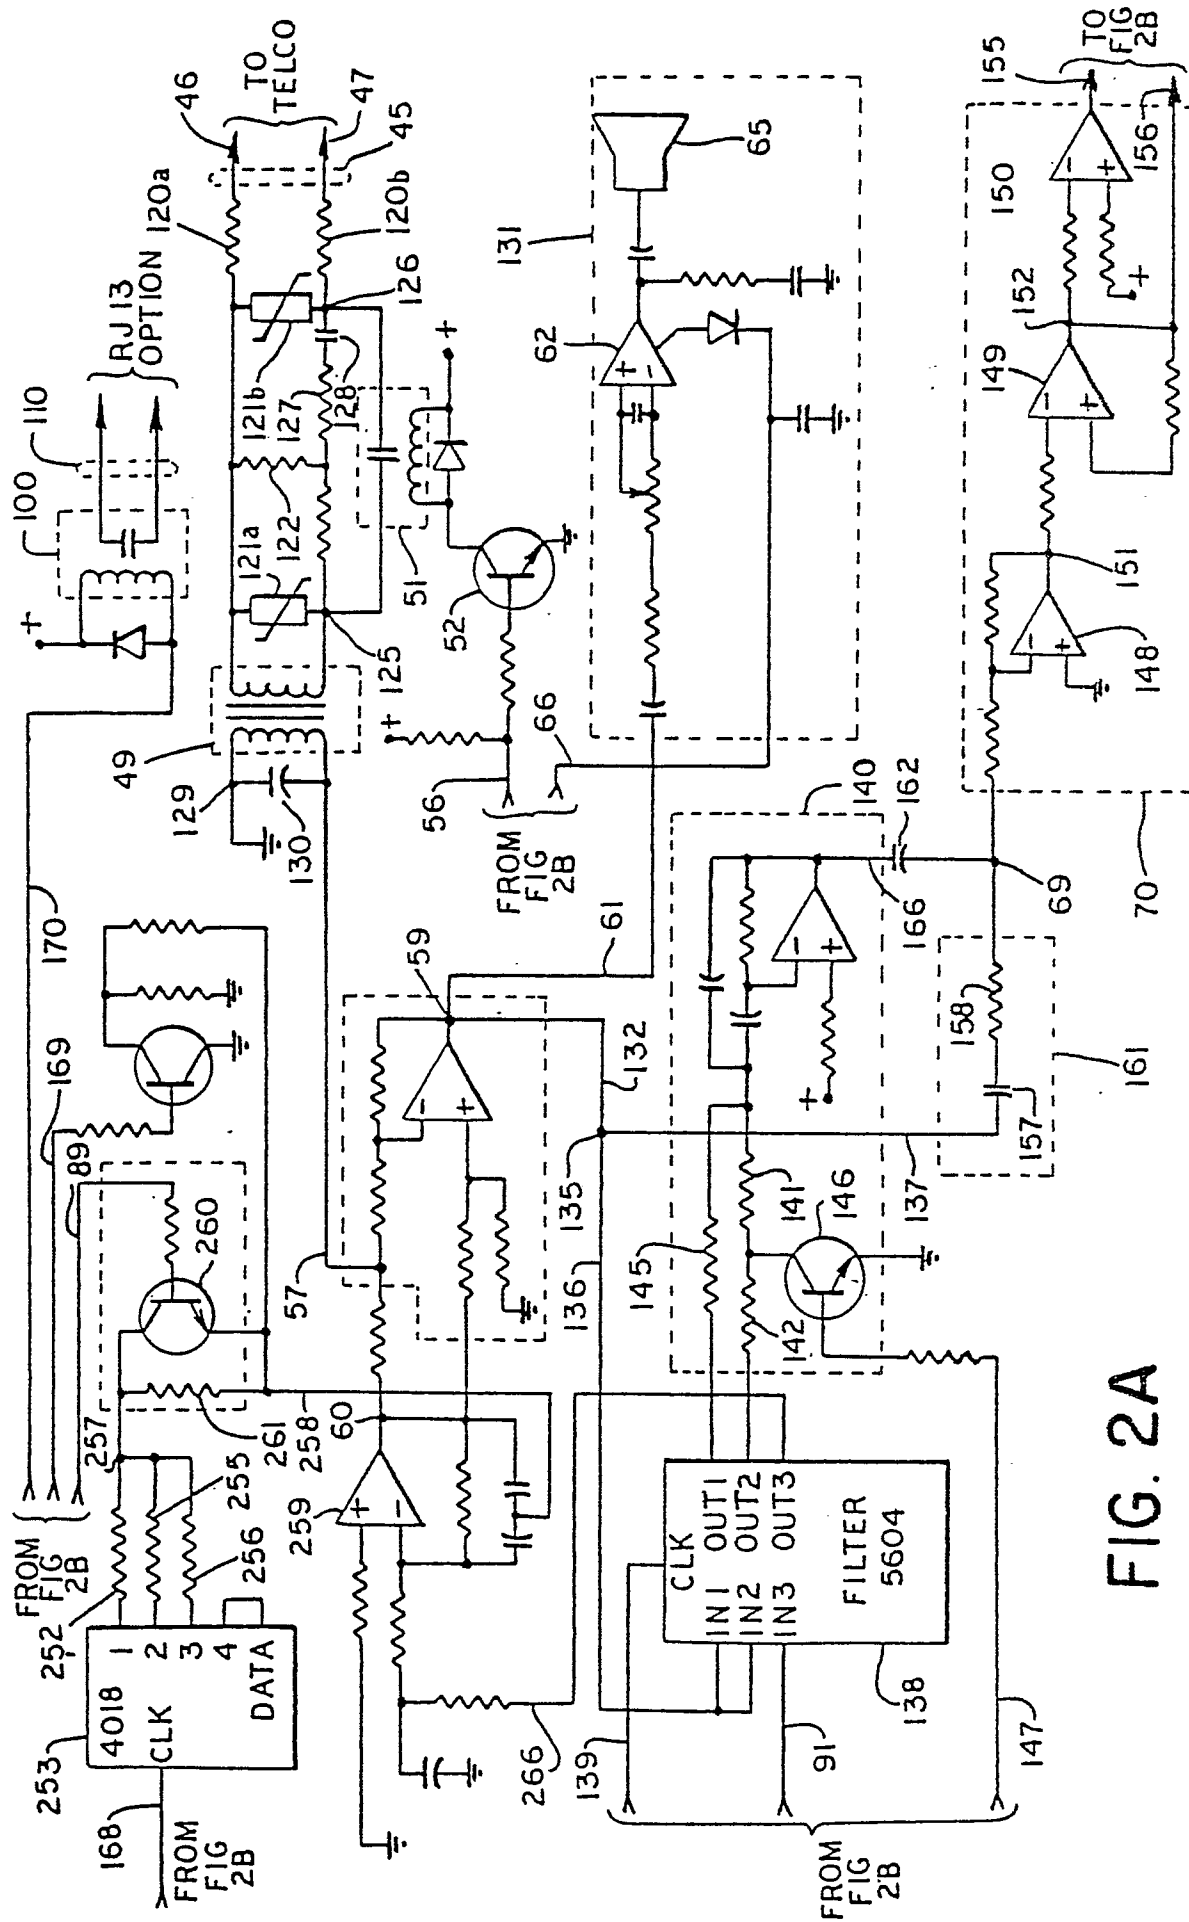 FROM
FIG
2B
168
253
4018
CLK
1
2
3
4
DATA
252
255
256
257
FROM
FIG
2B
261
258
260
89
169
170
+
100
110
RJ 13
OPTION
49
129
130
125
121a
122
121b
127
128
126
120a
120b
46
47
45
TO
TELCO
51
52
+
+
56
66
FROM
FIG
2B
259
+
-
60
57
-
+
59
61
132
135
136
137
266
131
62
+
-
65
139
91
147
FROM
FIG
2B
138
CLK
IN1 OUT1
IN2 OUT2
IN3 OUT3
FILTER
5604
145
142
141
146
140
-
+
+
166
162
69
157
158
161
70
148
-
+
151
149
-
+
152
150
-
+
+
155
156
TO
FIG
2B
FIG. 2A